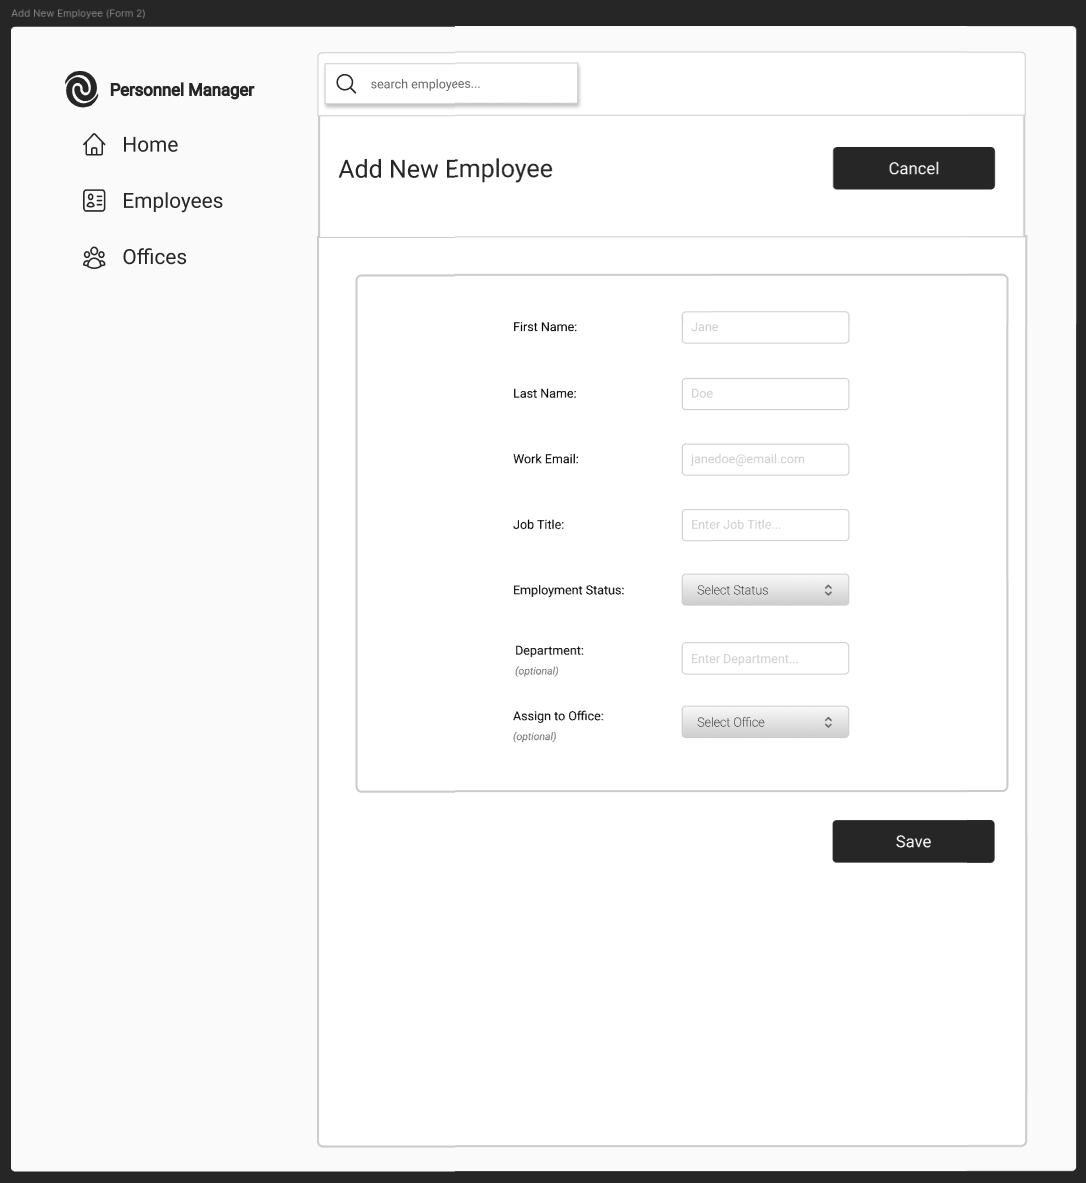 Add New Employee (Form 2)
Personnel Manager
Home
Employees
Offices
search employees...
Add New Employee
Cancel
First Name:
Jane
Last Name:
Doe
Work Email:
janedoe@email.com
Job Title:
Enter Job Title...
Employment Status:
Select Status
Department:
(optional)
Enter Department...
Assign to Office:
(optional)
Select Office
Save